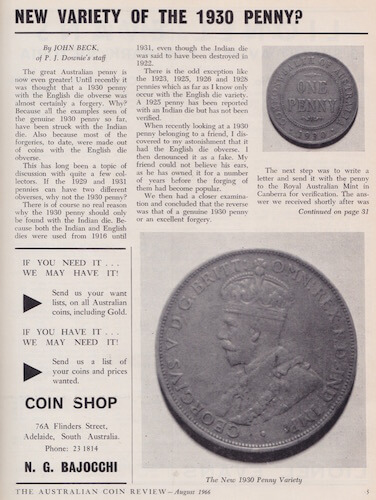 NEW VARIETY OF THE 1930 PENNY?
By JOHN BECK,
of P. J. Downie's staff
The great Australian penny is
now even greater! Until recently it
was thought that a 1930 penny
with the English die obverse was
almost certainly a forgery. Why?
Because all the examples seen of
the genuine 1930 penny so far,
have been struck with the Indian
die. Also because most of the
forgeries, to date, were made out
of coins with the English die
obverse.
This has long been a topic of
discussion with quite a few col-
lectors. If the 1929 and 1931
pennies can have two different
obverses, why not the 1930 penny?
There is of course no real reason
why the 1930 penny should only
be found with the Indian die. Be-
cause both the Indian and English
dies were used from 1916 until
1931, even though the Indian die
was said to have been destroyed in
1922.
There is the odd exception like
the 1923, 1925, 1926 and 1928
pennies which as far as I know only
occur with the English die variety.
A 1925 penny has been reported
with an Indian die but has not been
verified.
When recently looking at a 1930
penny belonging to a friend, I dis-
covered to my astonishment that it
had the English die obverse. I
then denounced it as a fake. My
friend could not believe his ears,
as he has owned it for a number
of years before the forging of
them had become popular.
We then had a closer examina-
tion and concluded that the reverse
was that of a genuine 1930 penny
or an excellent forgery.
ONE
PENNY
1930
The next step was to write a
letter and send it with the penny
to the Royal Australian Mint in
Canberra for verification. The ans-
wer we received shortly after was
Continued on page 31
IF YOU NEED IT . . .
WE MAY HAVE IT!
Send us your want
lists, on all Australian
coins, including Gold.
IF YOU HAVE IT . . .
WE MAY NEED IT!
Send us a list of
your coins and prices
wanted.
COIN SHOP
76A Flinders Street,
Adelaide, South Australia.
Phone: 23 1814
N. G. BAJOCCHI
GEORGIVS V D.G. BRITT: OMN: REX
The New 1930 Penny Variety
THE AUSTRALIAN COIN REVIEW—August 1966
5